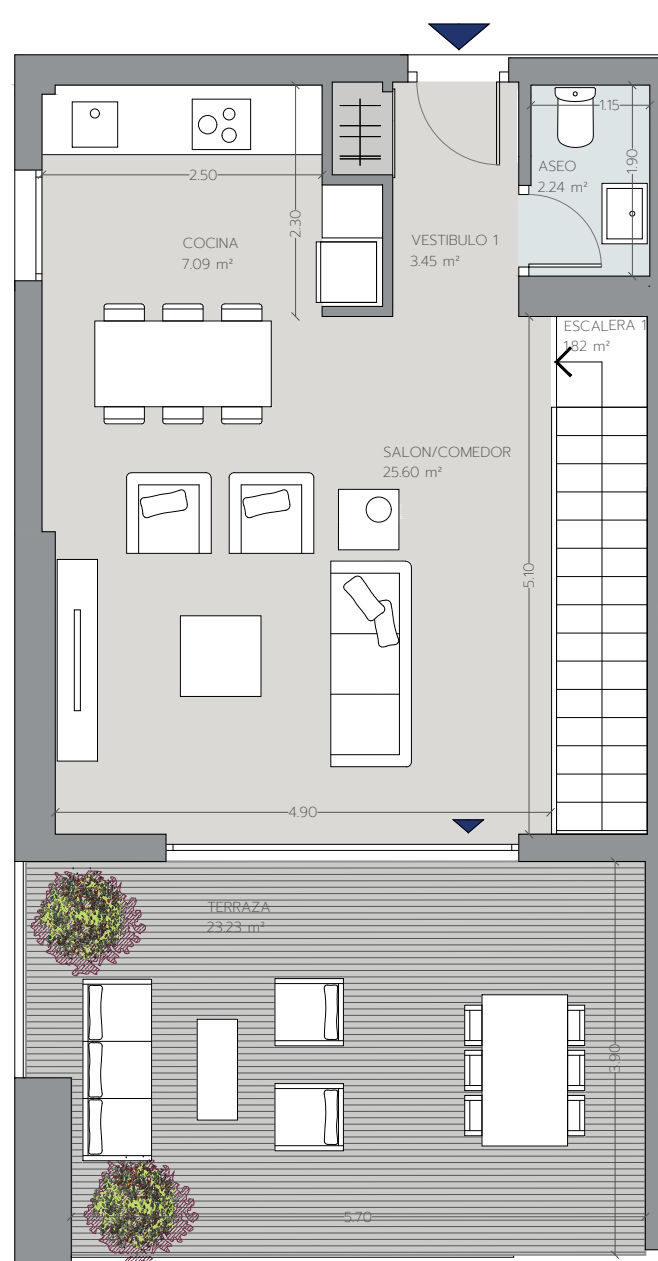 1.15
ASEO
2.24 m²
1.90
2.50
2.30
COCINA
7.09 m²
VESTIBULO 1
3.45 m²
ESCALERA 1
1.82 m²
SALON/COMEDOR
25.60 m²
5.10
4.90
TERRAZA
23.23 m²
3.90
5.70